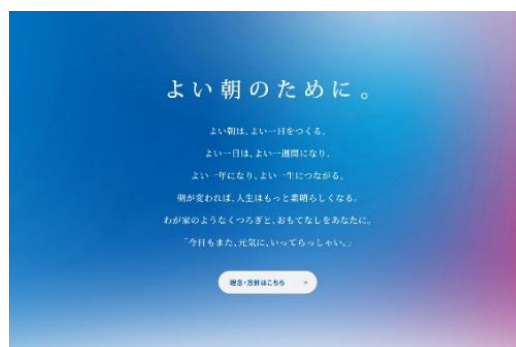 よい朝のために。
よい朝は、よい一日をつくる。
よい一日は、よい一週間になり、
よい一年になり、よい一生につながる。
朝が変われば、人生はもっと素晴らしくなる。
わが家のようなくつろぎと、おもてなしをあなたに。
「今日もまた、元気に、いってらっしゃい。」
理念・方針はこちら